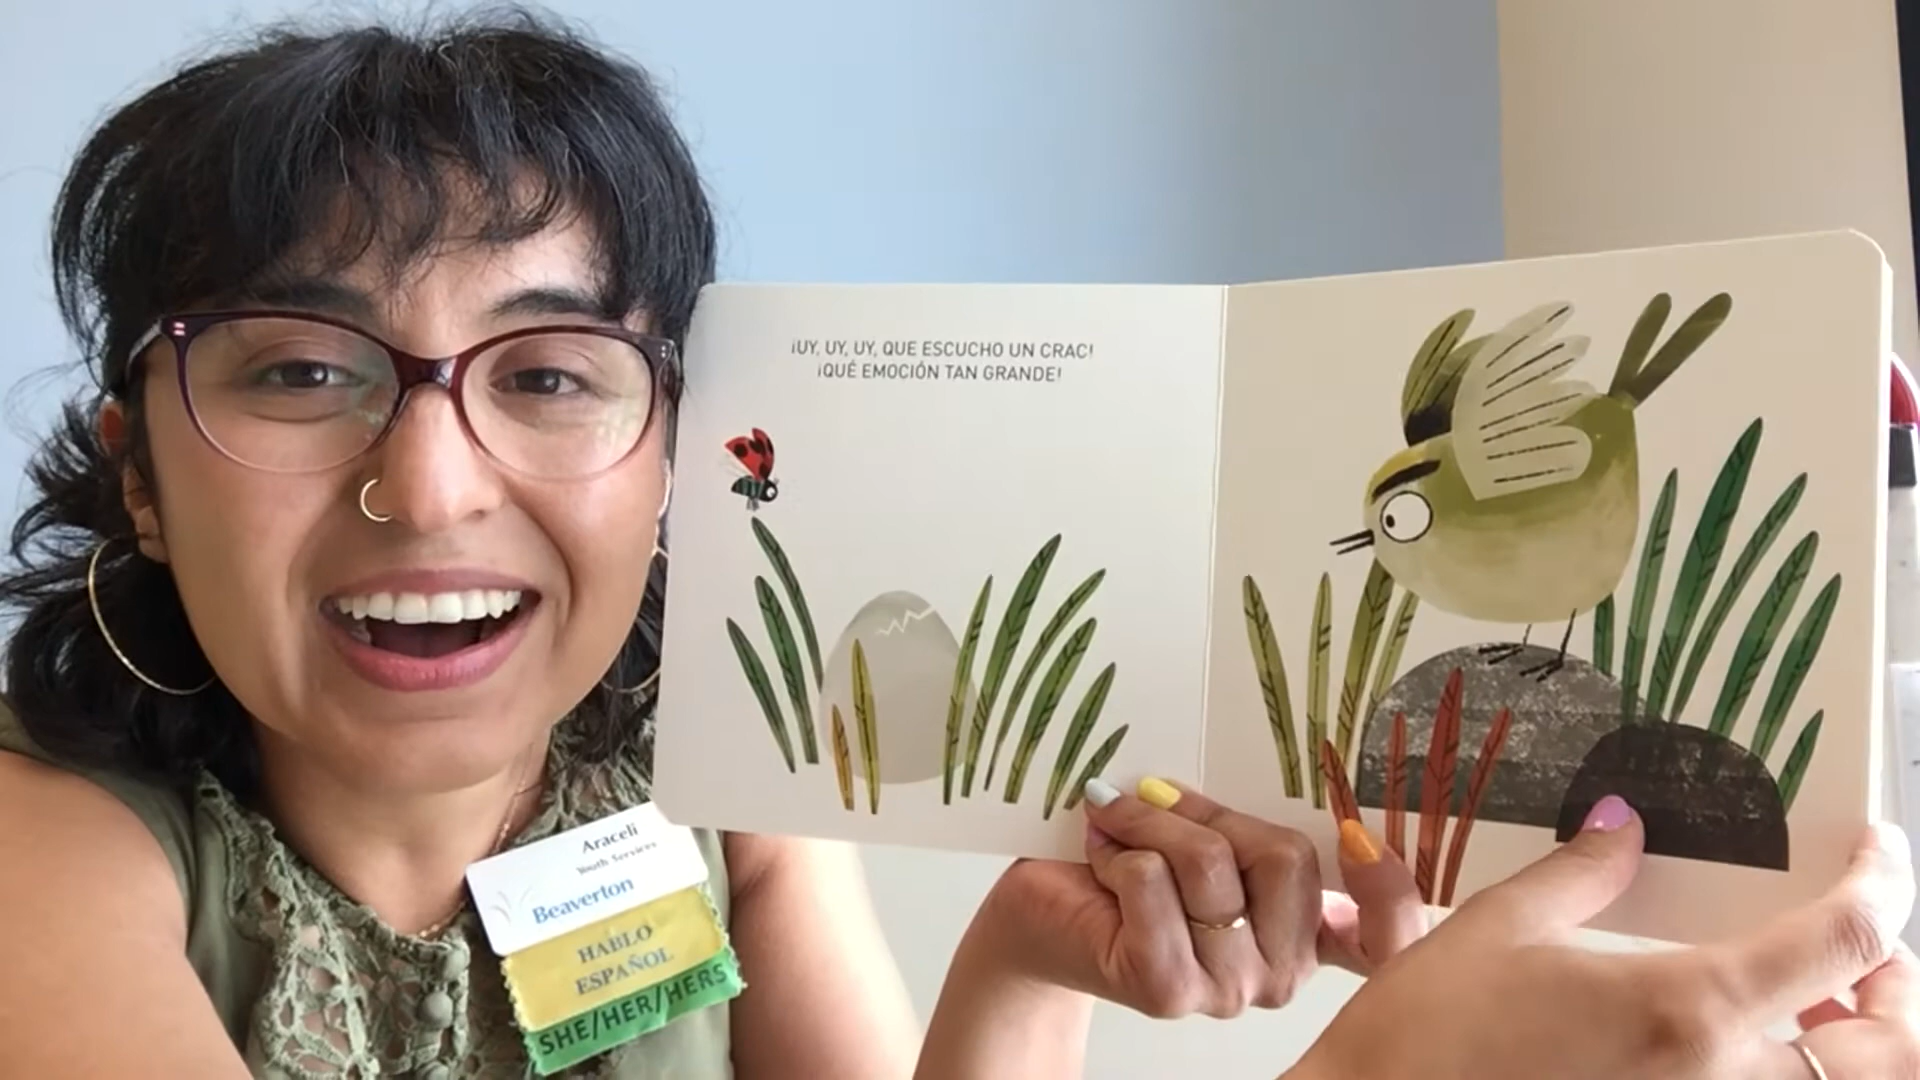 ¡UY, UY, UY, QUE ESCUCHO UN CRAC!
¡QUÉ EMOCIÓN TAN GRANDE!
Araceli
Youth Services
Beaverton
HABLO
ESPAÑOL
SHE/HER/HERS